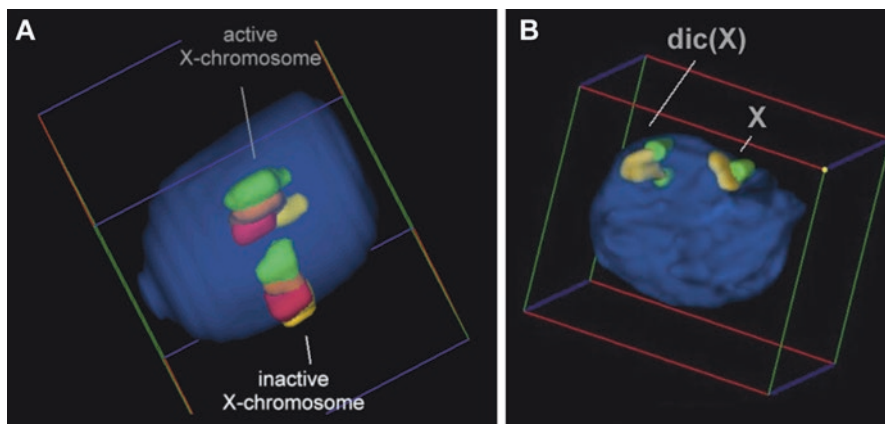 A
active
X-chromosome
inactive
X-chromosome
B
dic(X)
X